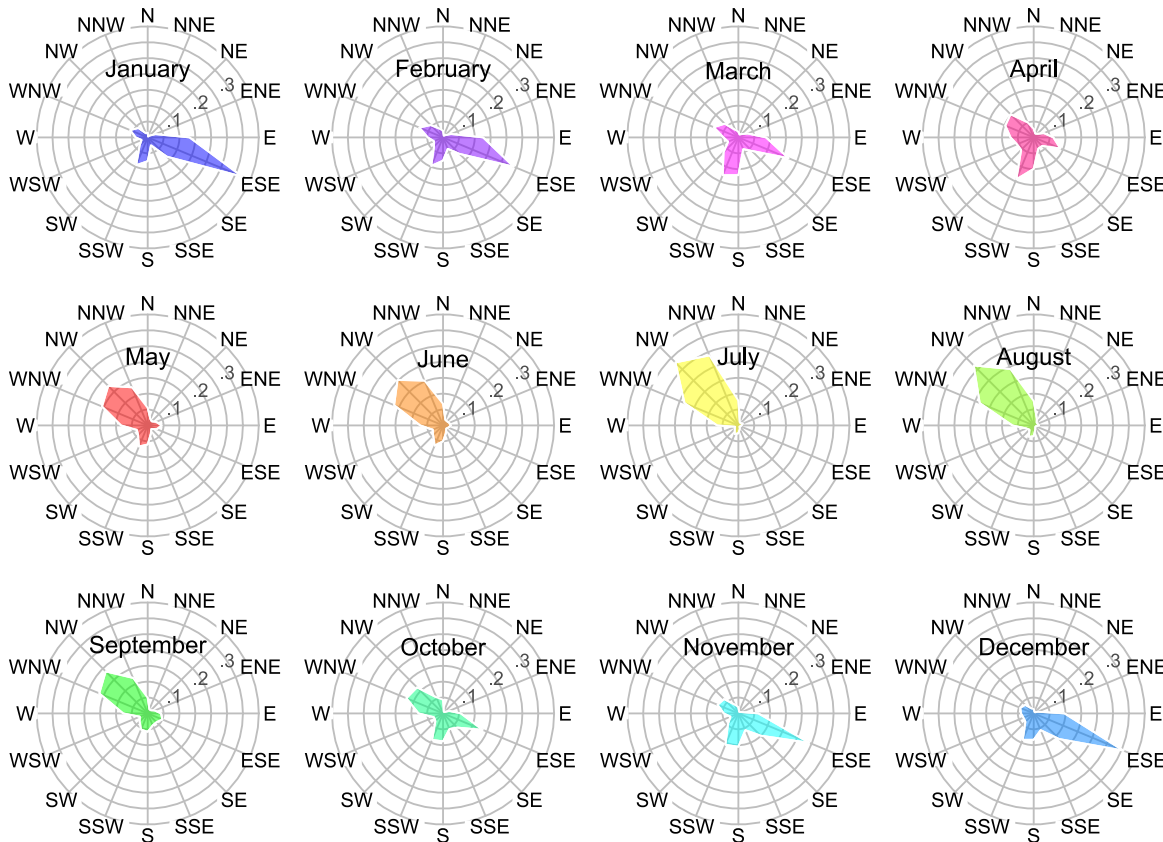 N N N N
NNW NNE NNW NNE NNW NNE NNW NNE
NW NE NW NE NW NE NW NE
January February March April
WNW .3 ENE WNW .3 ENE WNW .3 ENE WNW .3 ENE
.2 .2 .2 .2
.1 .1 .1 .1
W E W E W E W E
WSW ESE WSW ESE WSW ESE WSW ESE
SW SE SW SE SW SE SW SE
SSW SSE SSW SSE SSW SSE SSW SSE
S S S S
N N N N
NNW NNE NNW NNE NNW NNE NNW NNE
NW NE NW NE NW NE NW NE
May June July August
WNW .3 ENE WNW .3 ENE WNW .3 ENE WNW .3 ENE
.2 .2 .2 .2
.1 .1 .1 .1
W E W E W E W E
WSW ESE WSW ESE WSW ESE WSW ESE
SW SE SW SE SW SE SW SE
SSW SSE SSW SSE SSW SSE SSW SSE
S S S S
N N N N
NNW NNE NNW NNE NNW NNE NNW NNE
NW NE NW NE NW NE NW NE
September October November December
WNW .3 ENE WNW .3 ENE WNW .3 ENE WNW .3 ENE
.2 .2 .2 .2
.1 .1 .1 .1
W E W E W E W E
WSW ESE WSW ESE WSW ESE WSW ESE
SW SE SW SE SW SE SW SE
SSW SSE SSW SSE SSW SSE SSW SSE
S S S S